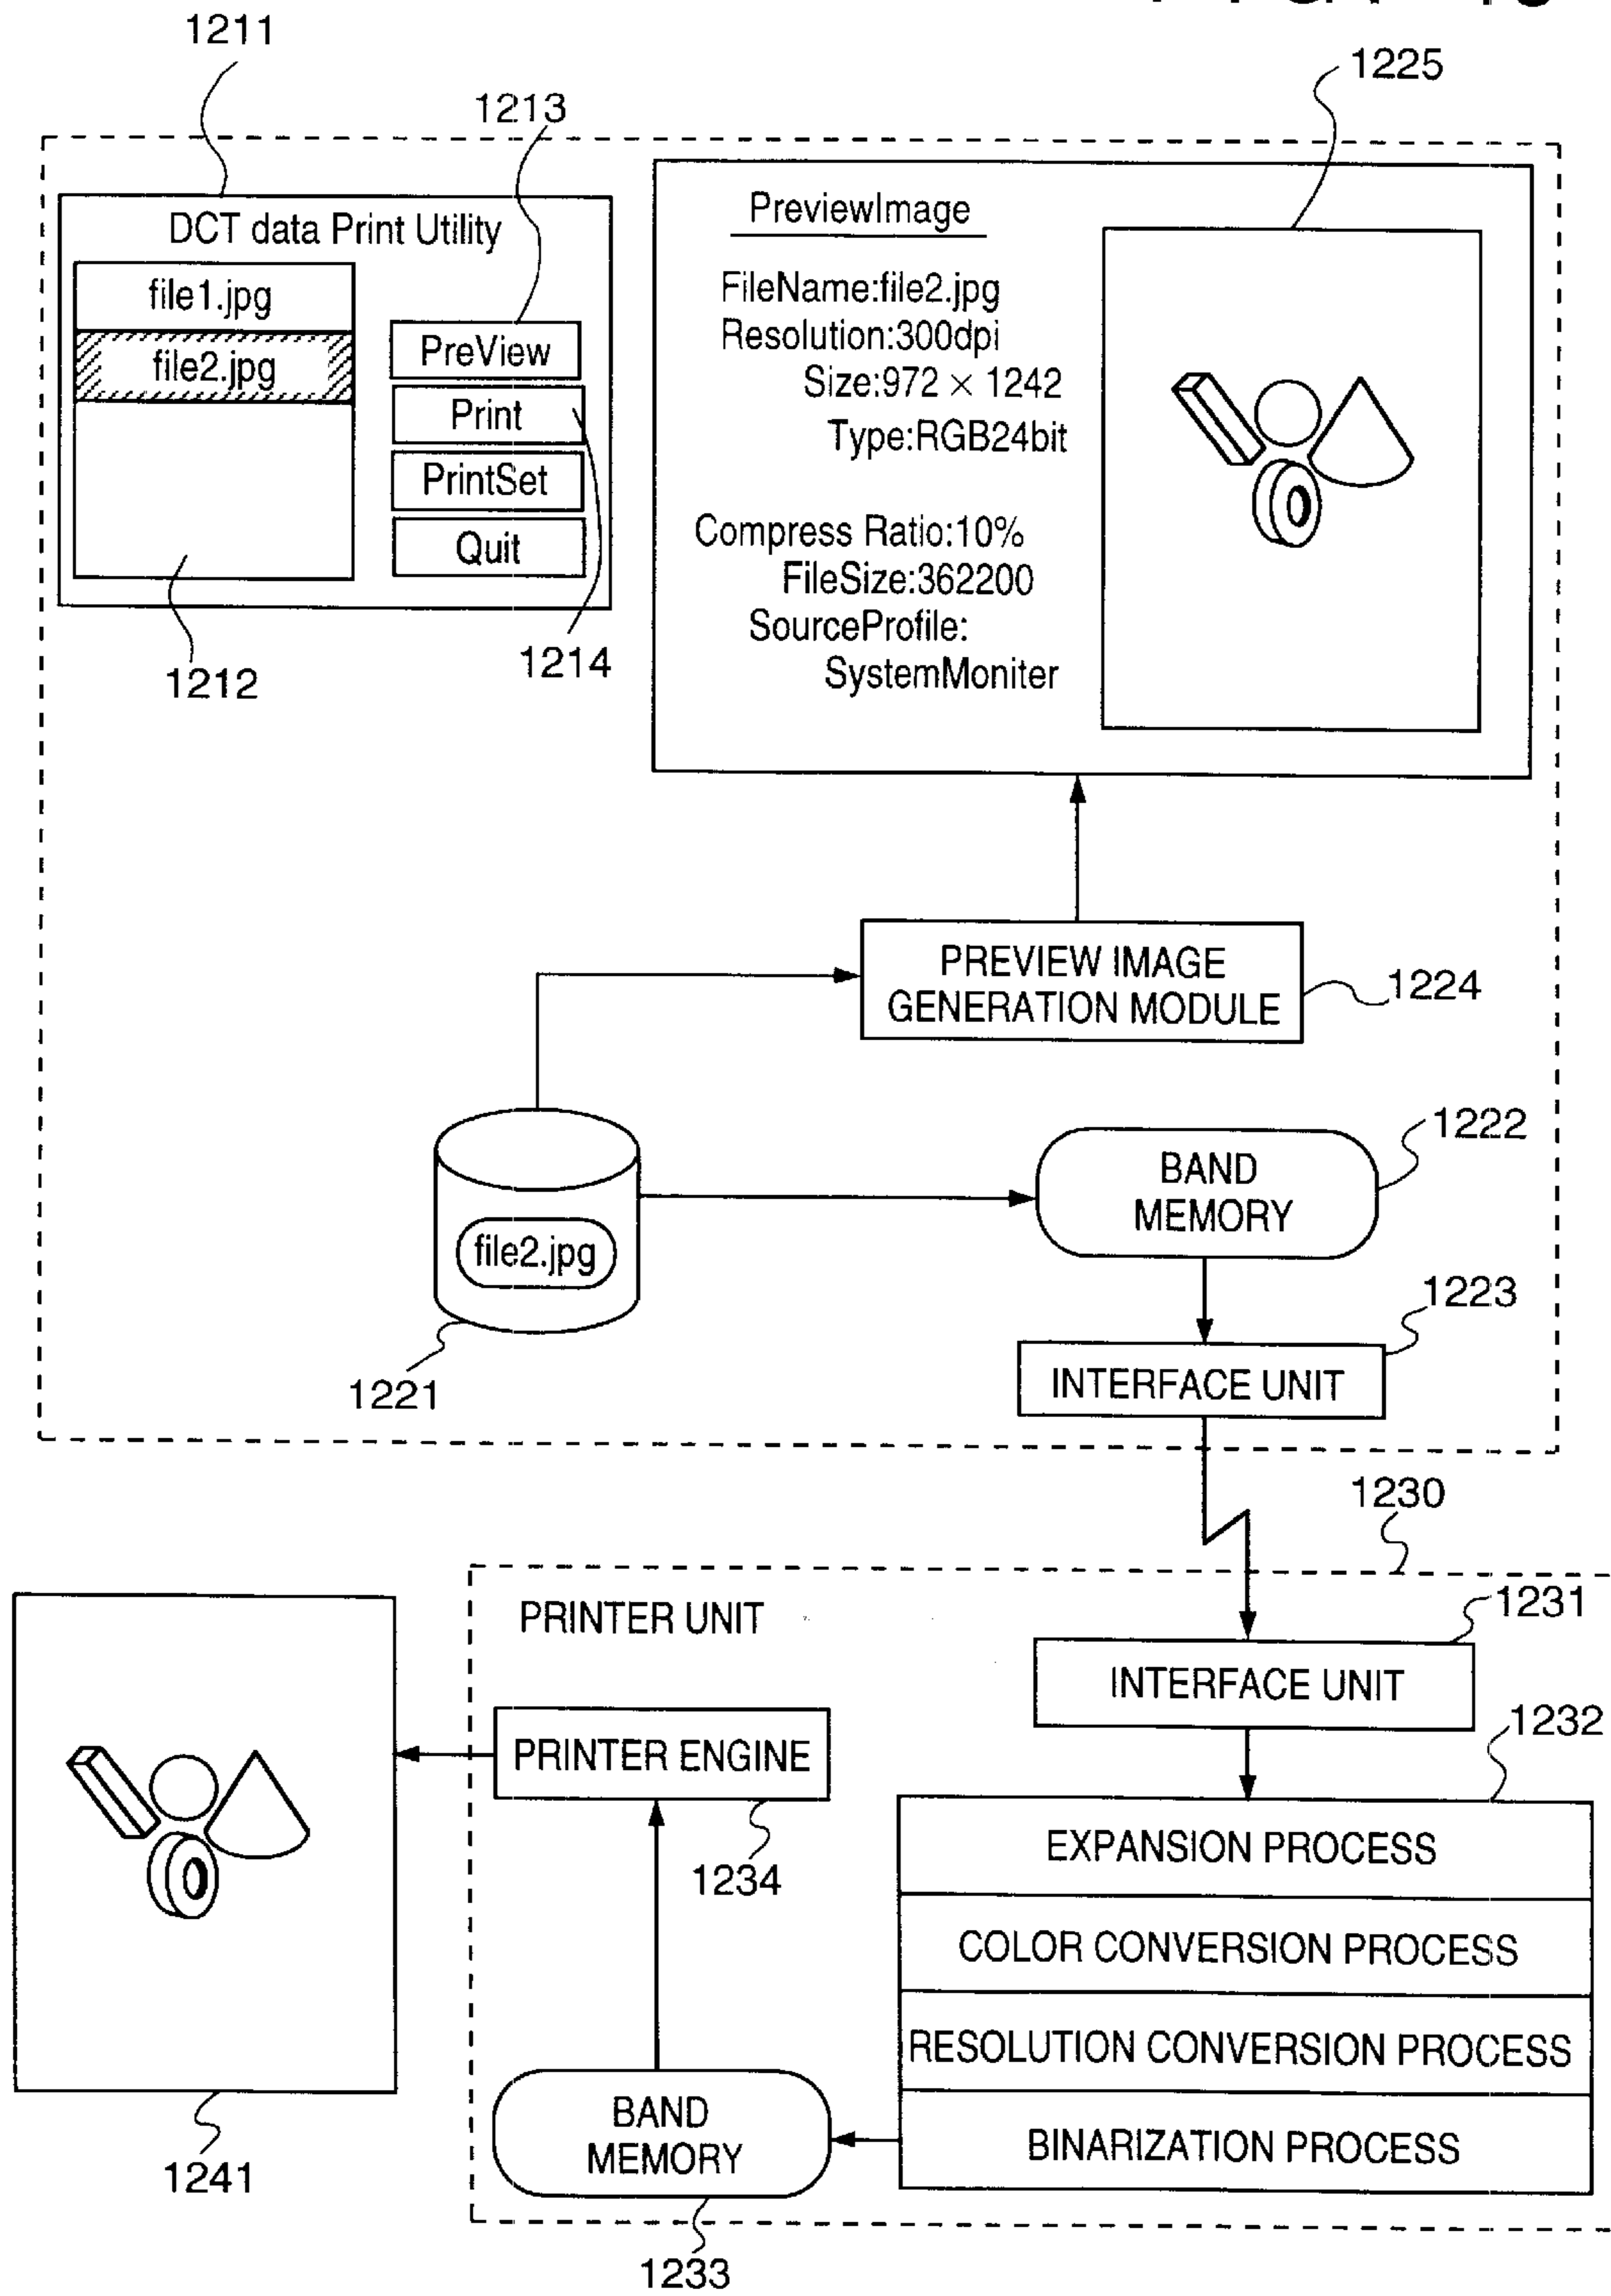 1211
1213
1225
DCT data Print Utility
file1.jpg
file2.jpg
PreView
Print
PrintSet
Quit
1212
1214
PreviewImage
FileName:file2.jpg
Resolution:300dpi
Size:972 × 1242
Type:RGB24bit
Compress Ratio:10%
FileSize:362200
SourceProfile:
SystemMoniter
PREVIEW IMAGE
GENERATION MODULE
1224
1222
BAND
MEMORY
file2.jpg
1221
1223
INTERFACE UNIT
1230
PRINTER UNIT
1231
INTERFACE UNIT
1232
PRINTER ENGINE
1234
EXPANSION PROCESS
COLOR CONVERSION PROCESS
RESOLUTION CONVERSION PROCESS
BINARIZATION PROCESS
BAND
MEMORY
1241
1233